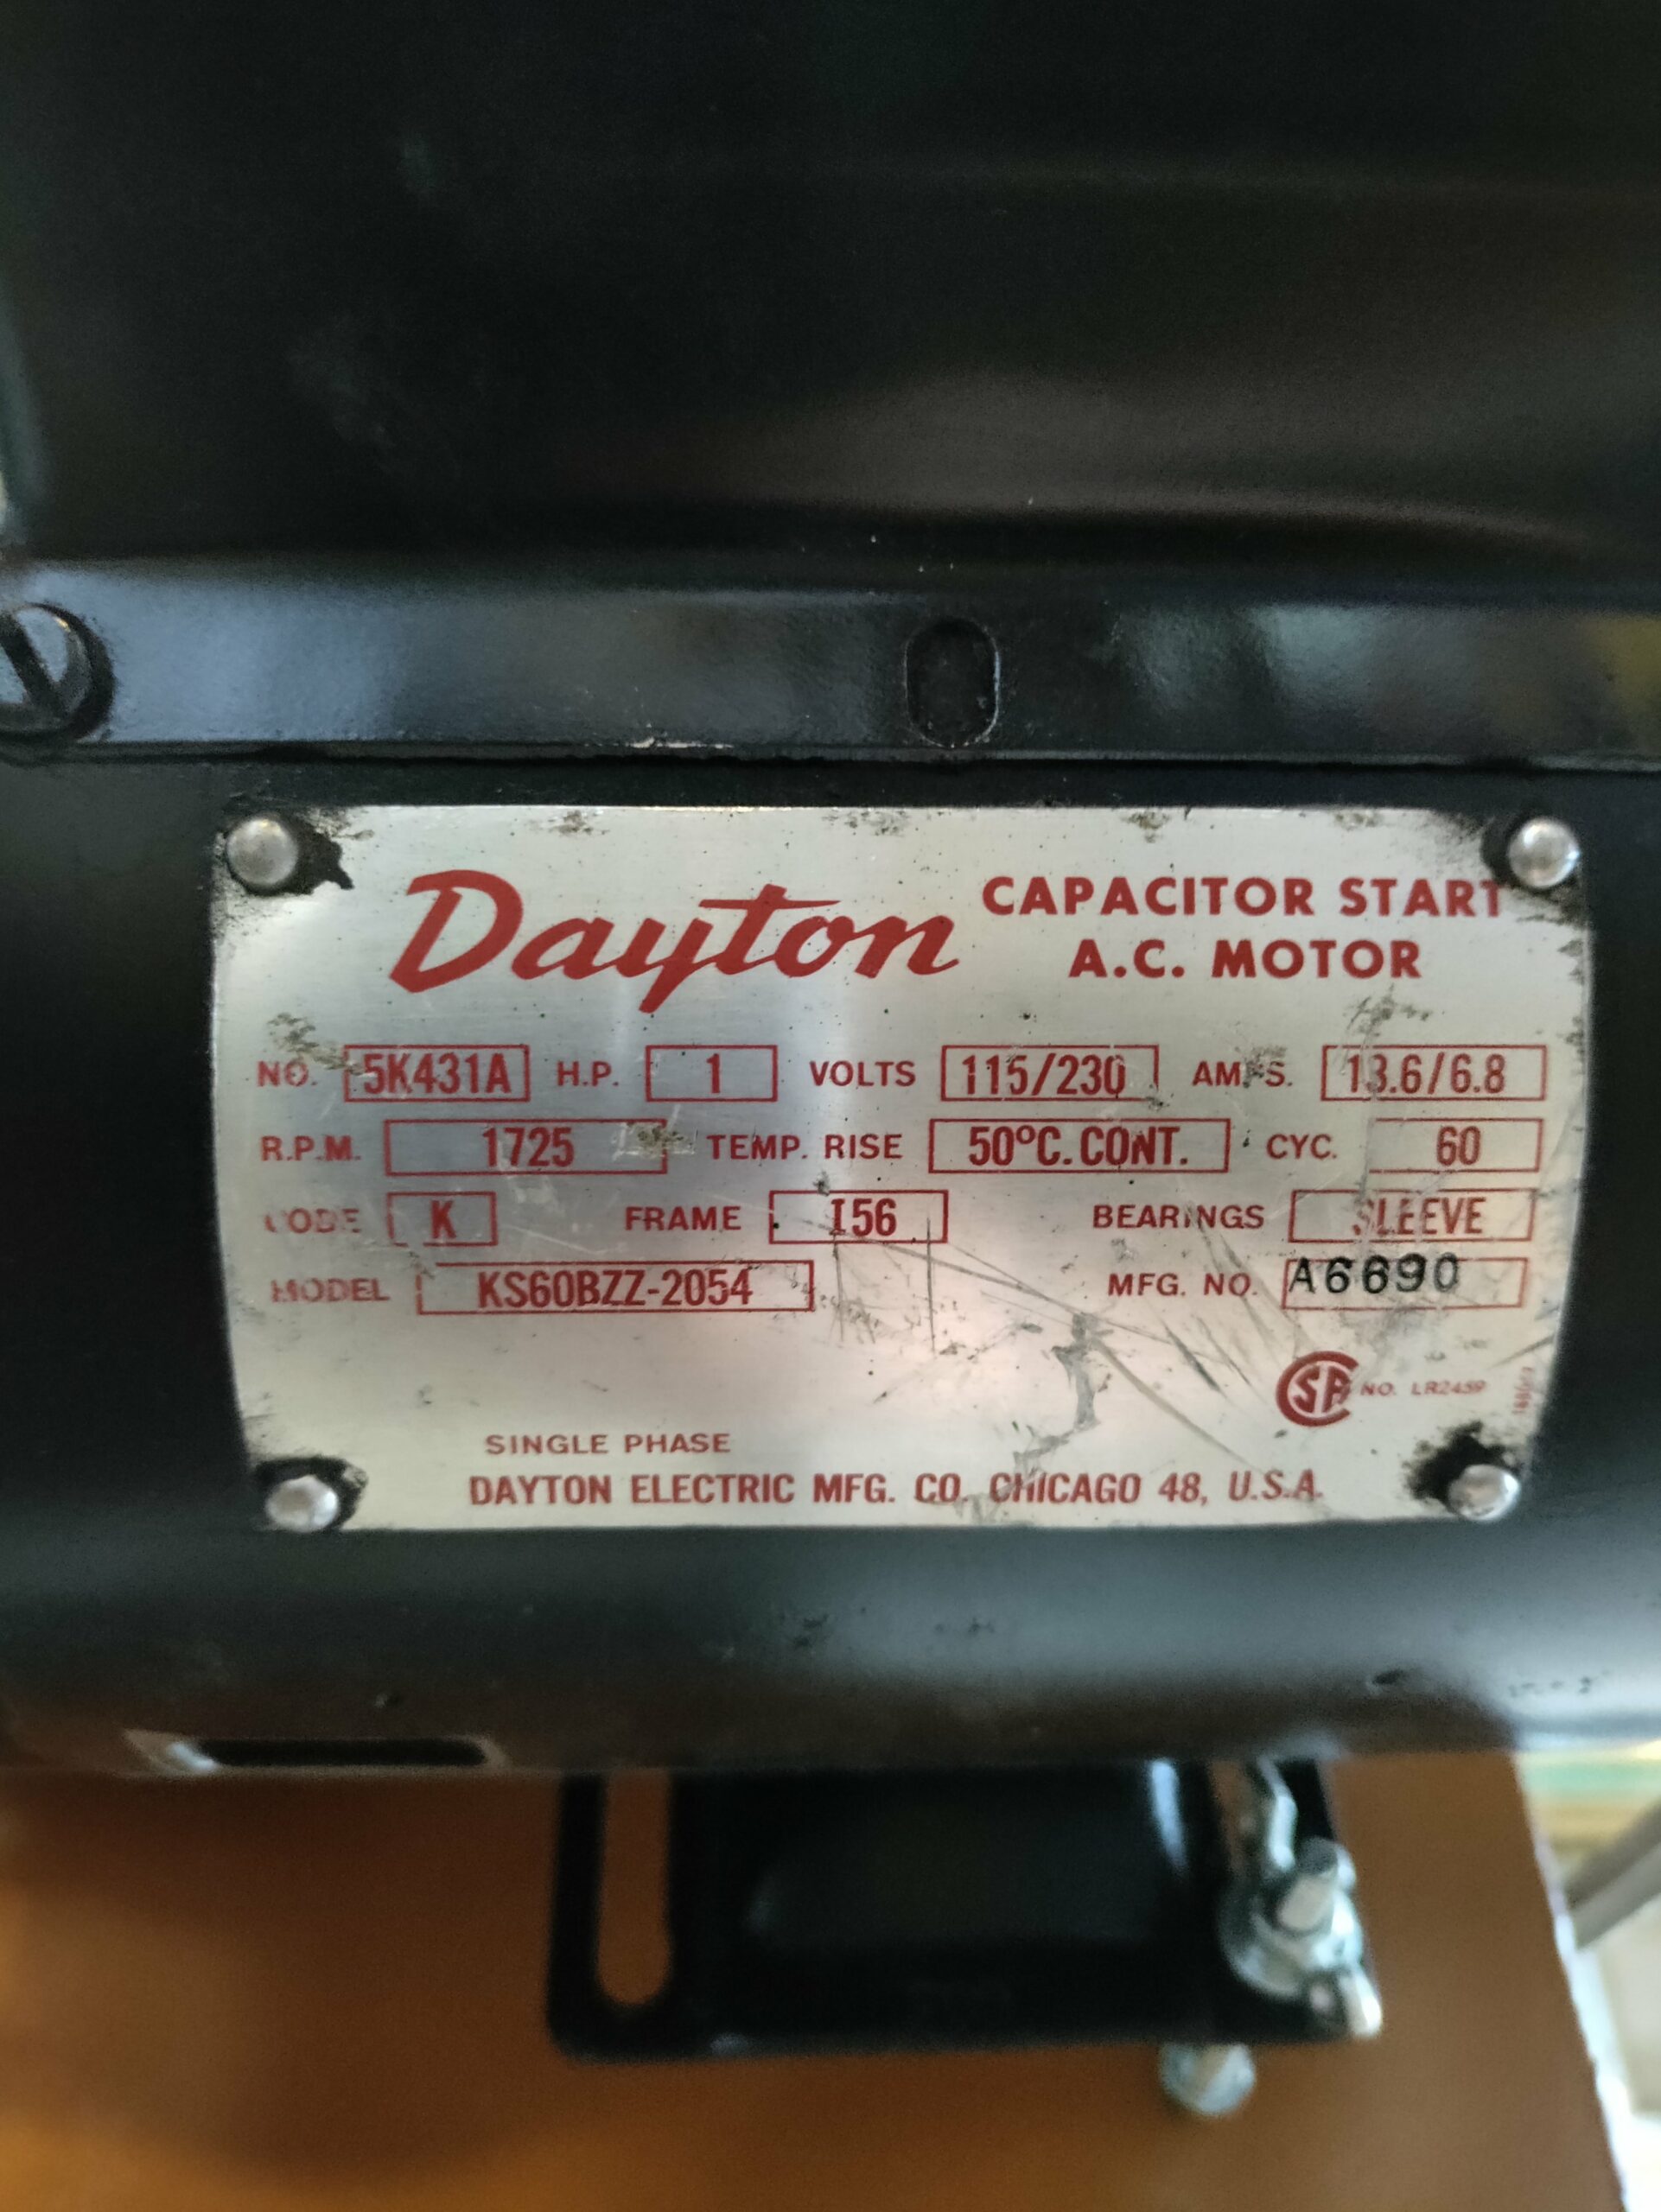 Dayton CAPACITOR START
A.C. MOTOR
NO. 5K431A H.P. 1 VOLTS 115/230 AMPS. 13.6/6.8
R.P.M. 1725 TEMP. RISE 50°C. CONT. CYC. 60
CODE K FRAME I56 BEARINGS SLEEVE
MODEL KS60BZZ-2054 MFG. NO. A6690
SA NO. LR2459
SINGLE PHASE
DAYTON ELECTRIC MFG. CO. CHICAGO 48, U.S.A.